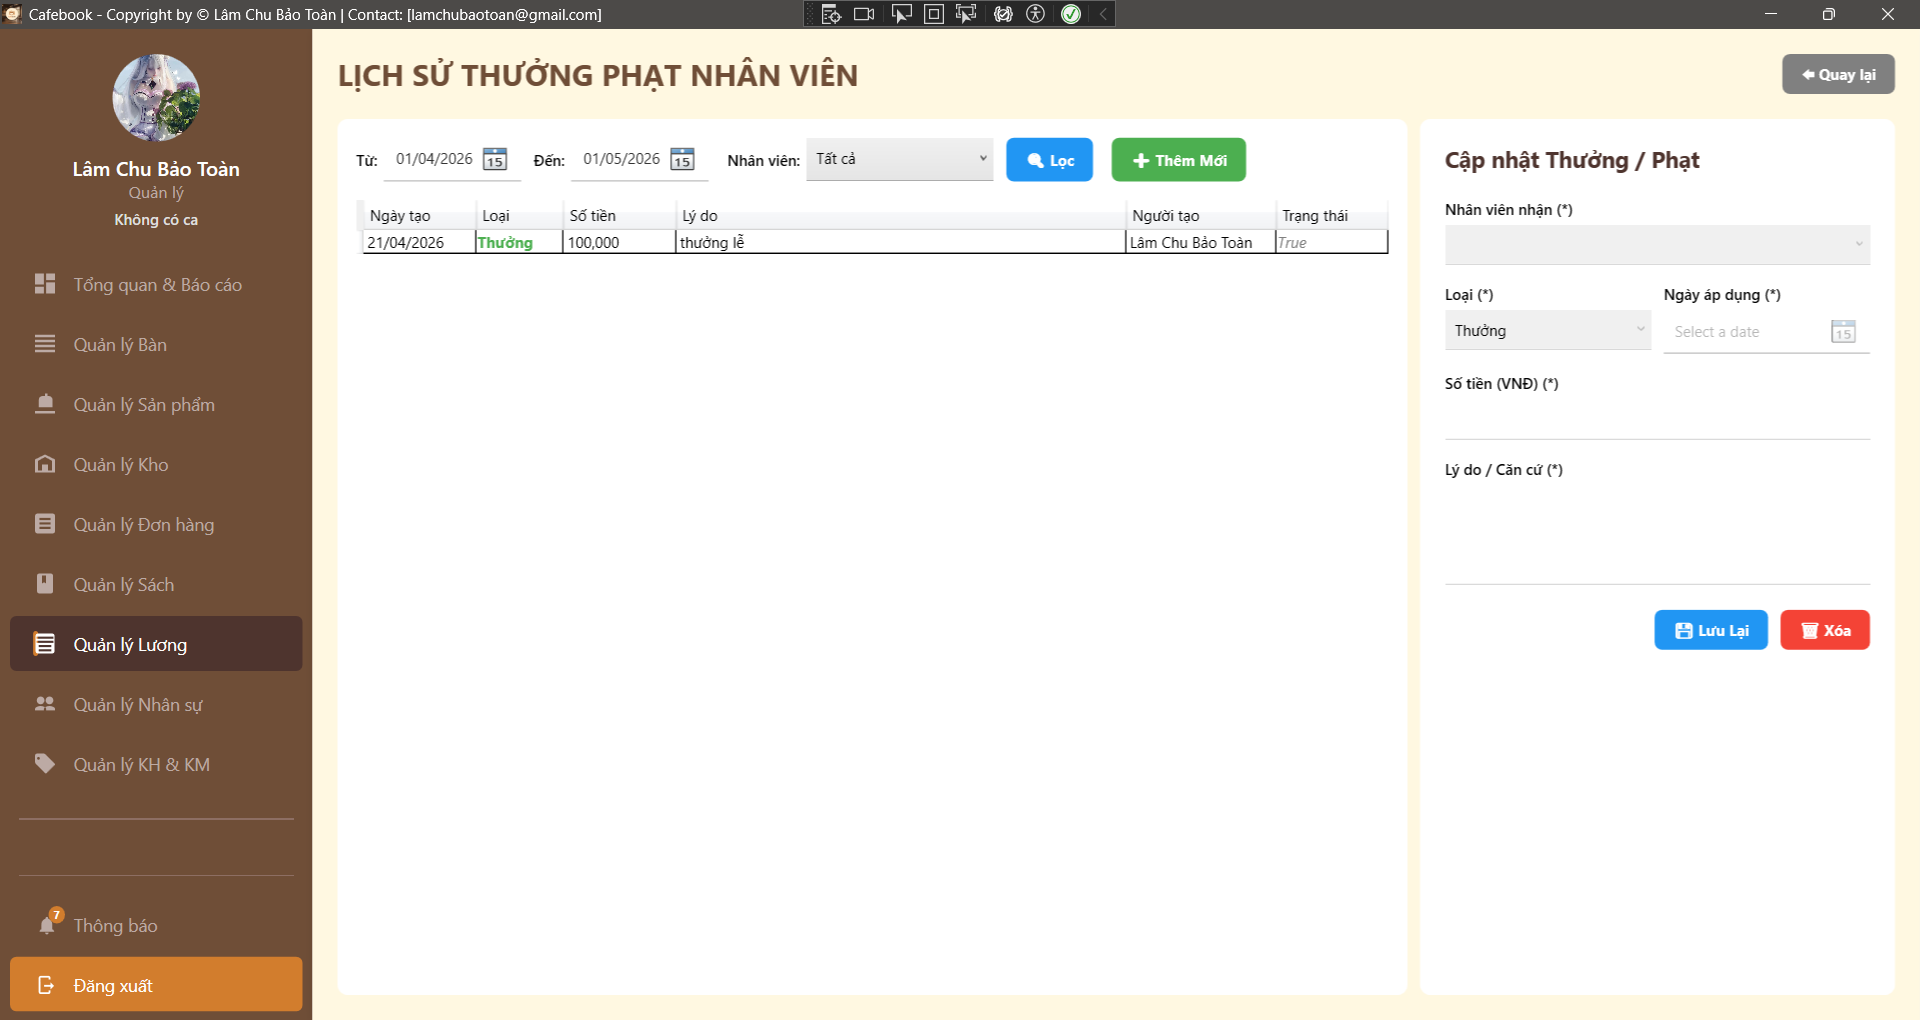 Cafebook - Copyright by © Lâm Chu Bảo Toàn | Contact: [lamchubaotoan@gmail.com]
Lâm Chu Bảo Toàn
Quản lý
Không có ca
Tổng quan & Báo cáo
Quản lý Bàn
Quản lý Sản phẩm
Quản lý Kho
Quản lý Đơn hàng
Quản lý Sách
Quản lý Lương
Quản lý Nhân sự
Quản lý KH & KM
7
Thông báo
Đăng xuất
LỊCH SỬ THƯỞNG PHẠT NHÂN VIÊN
Quay lại
Từ: 01/04/2026 15 Đến: 01/05/2026 15 Nhân viên: Tất cả Lọc Thêm Mới
Ngày tạo Loại Số tiền Lý do Người tạo Trạng thái
21/04/2026 Thưởng 100,000 thưởng lễ Lâm Chu Bảo Toàn True
Cập nhật Thưởng / Phạt
Nhân viên nhận (*)
Loại (*) Ngày áp dụng (*)
Thưởng Select a date 15
Số tiền (VNĐ) (*)
Lý do / Căn cứ (*)
Lưu Lại Xóa